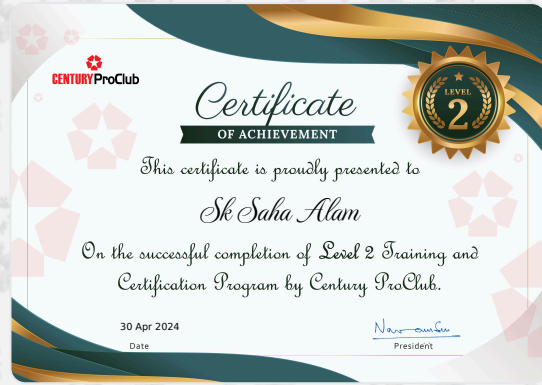 CENTURY ProClub
Certificate
OF ACHIEVEMENT
LEVEL
2
This certificate is proudly presented to
Sk Saha Alam
On the successful completion of Level 2 Training and
Certification Program by Century ProClub.
30 Apr 2024
Date
President